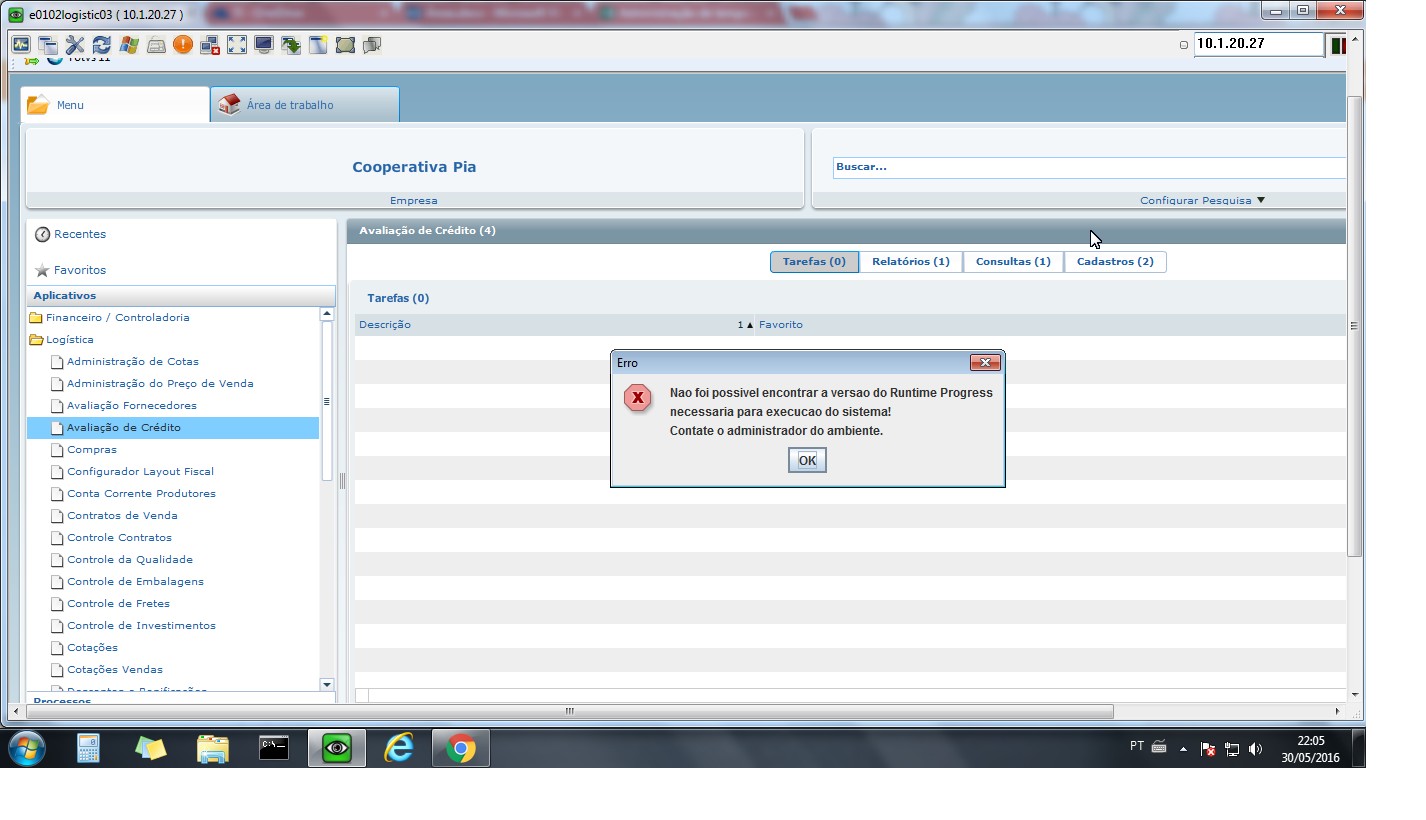 e0102logistic03 ( 10.1.20.27 )
10.1.20.27
Menu
Área de trabalho
Cooperativa Pia
Empresa
Buscar...
Configurar Pesquisa ▼
Recentes
Favoritos
Aplicativos
Financeiro / Controladoria
Logística
Administração de Cotas
Administração do Preço de Venda
Avaliação Fornecedores
Avaliação de Crédito
Compras
Configurador Layout Fiscal
Conta Corrente Produtores
Contratos de Venda
Controle Contratos
Controle da Qualidade
Controle de Embalagens
Controle de Fretes
Controle de Investimentos
Cotações
Cotações Vendas
Descontos e Bonificações
Processos
Avaliação de Crédito (4)
Tarefas (0) Relatórios (1) Consultas (1) Cadastros (2)
Tarefas (0)
Descrição 1 ▲ Favorito
Erro
Nao foi possivel encontrar a versao do Runtime Progress
necessaria para execucao do sistema!
Contate o administrador do ambiente.
OK
C:\
PT
22:05
30/05/2016